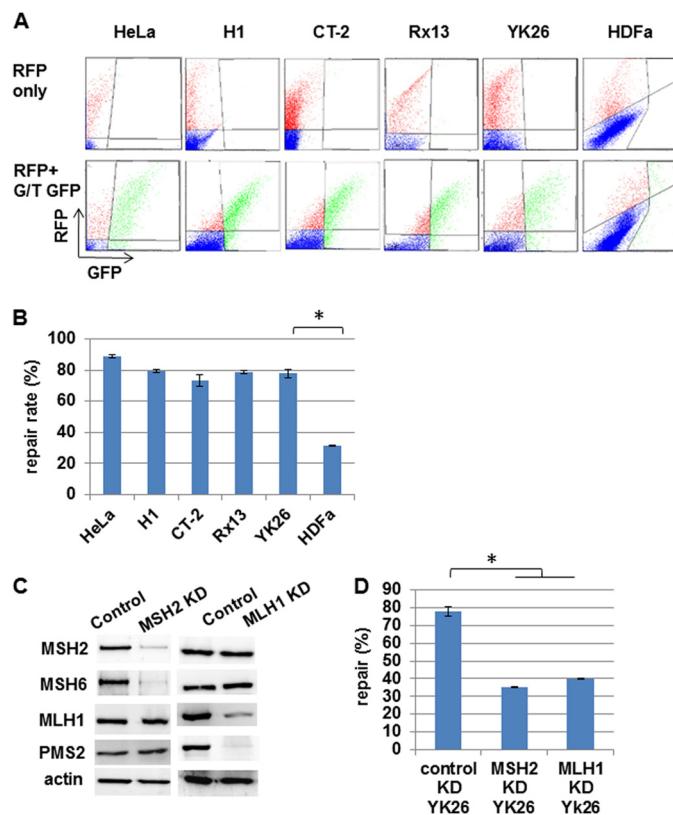 A
HeLa H1 CT-2 Rx13 YK26 HDFa
RFP
only
RFP+
G/T GFP
RFP
GFP
B
*
repair rate (%)
100
80
60
40
20
0
HeLa H1 CT-2 Rx13 YK26 HDFa
C
Control MSH2 KD Control MLH1 KD
MSH2
MSH6
MLH1
PMS2
actin
D
*
repair (%)
90
80
70
60
50
40
30
20
10
0
control MSH2 MLH1
KD KD KD
YK26 YK26 Yk26